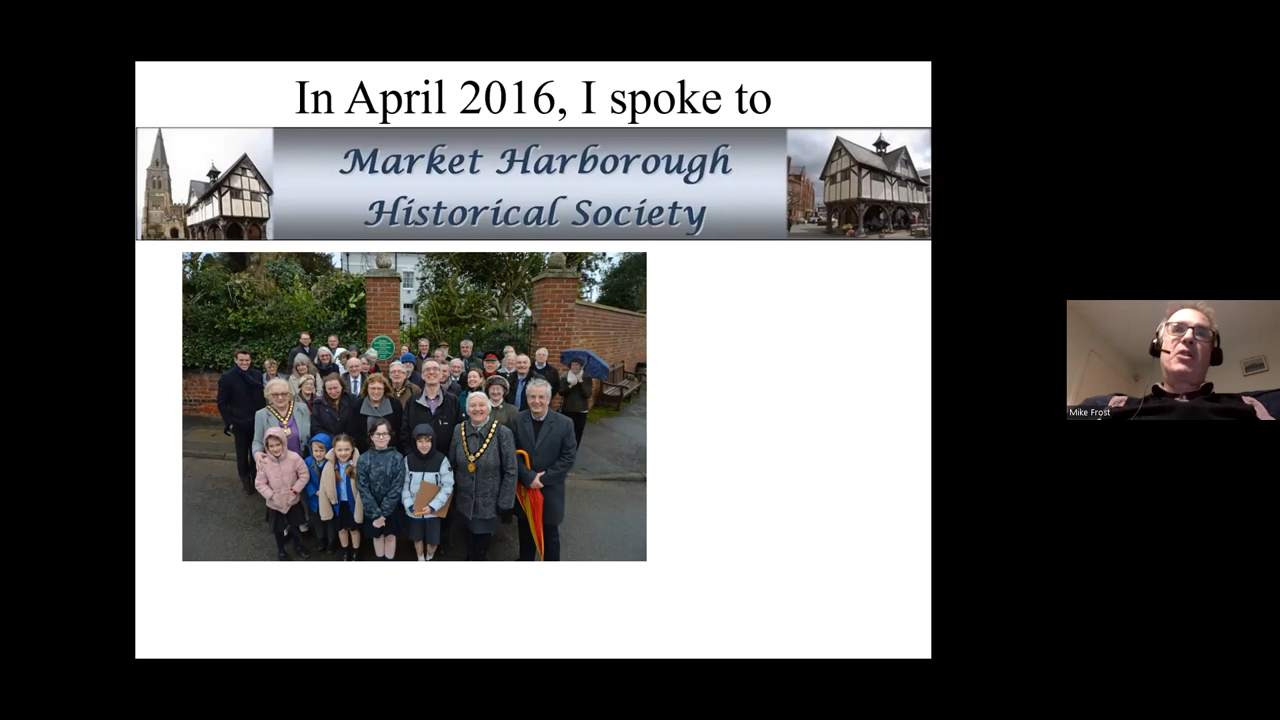 In April 2016, I spoke to
Market Harborough
Historical Society
Mike Frost